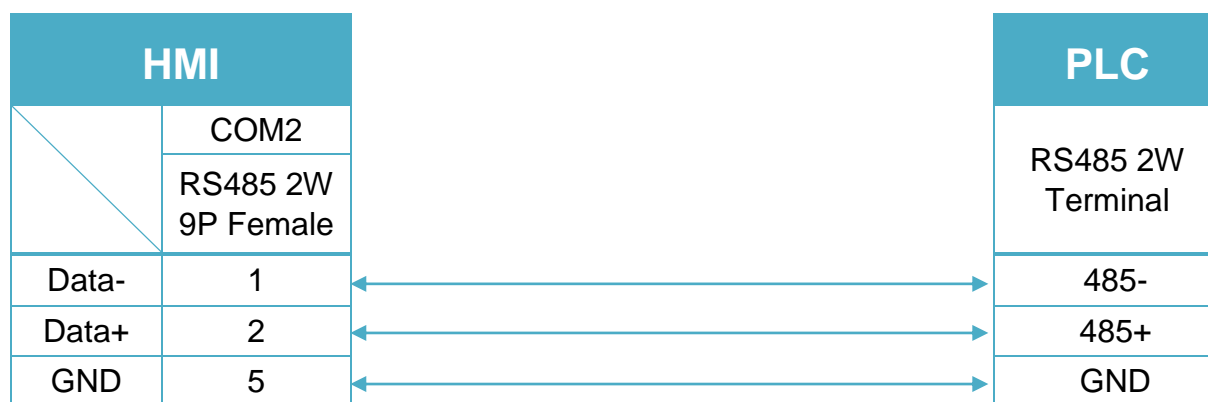 HMI
PLC
COM2
RS485 2W
9P Female
RS485 2W
Terminal
Data- 1 485-
Data+ 2 485+
GND 5 GND